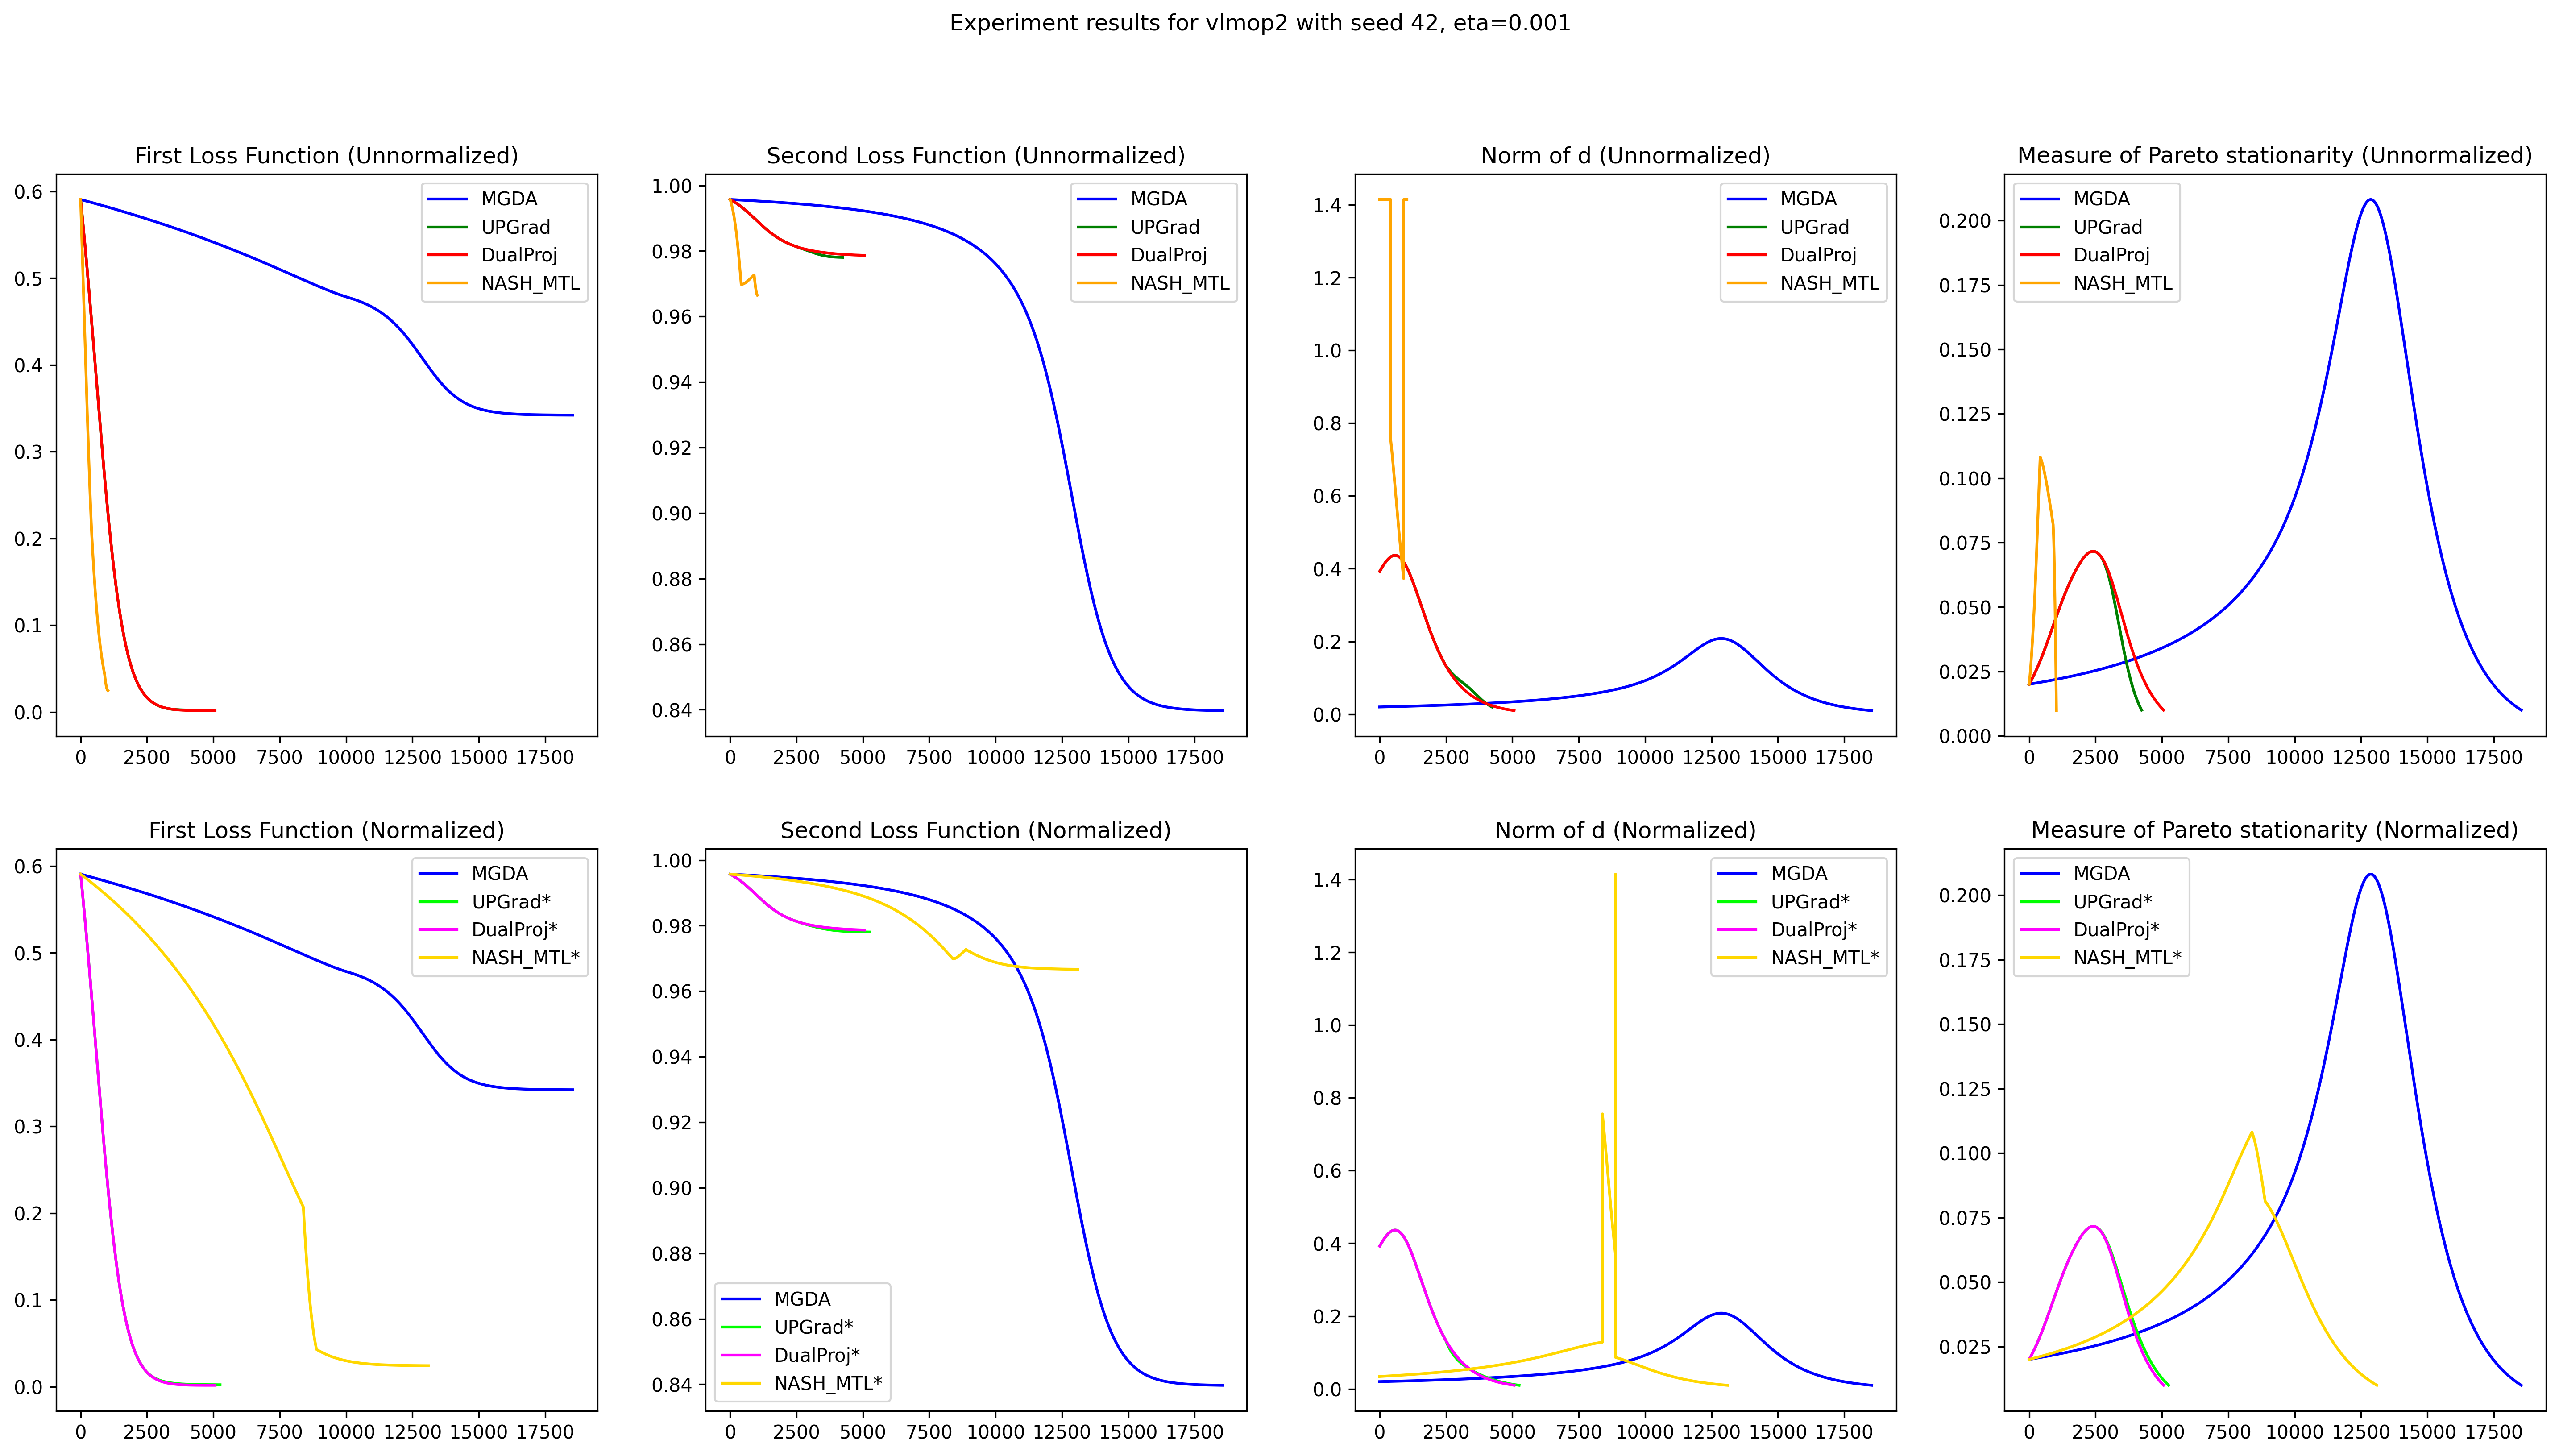 Experiment results for vlmop2 with seed 42, eta=0.001
First Loss Function (Unnormalized)
0.6
0.5
0.4
0.3
0.2
0.1
0.0
0 2500 5000 7500 10000 12500 15000 17500
MGDA
UPGrad
DualProj
NASH_MTL
Second Loss Function (Unnormalized)
1.00
0.98
0.96
0.94
0.92
0.90
0.88
0.86
0.84
0 2500 5000 7500 10000 12500 15000 17500
MGDA
UPGrad
DualProj
NASH_MTL
Norm of d (Unnormalized)
1.4
1.2
1.0
0.8
0.6
0.4
0.2
0.0
0 2500 5000 7500 10000 12500 15000 17500
MGDA
UPGrad
DualProj
NASH_MTL
Measure of Pareto stationarity (Unnormalized)
0.200
0.175
0.150
0.125
0.100
0.075
0.050
0.025
0.000
0 2500 5000 7500 10000 12500 15000 17500
MGDA
UPGrad
DualProj
NASH_MTL
First Loss Function (Normalized)
0.6
0.5
0.4
0.3
0.2
0.1
0.0
0 2500 5000 7500 10000 12500 15000 17500
MGDA
UPGrad*
DualProj*
NASH_MTL*
Second Loss Function (Normalized)
1.00
0.98
0.96
0.94
0.92
0.90
0.88
0.86
0.84
0 2500 5000 7500 10000 12500 15000 17500
MGDA
UPGrad*
DualProj*
NASH_MTL*
Norm of d (Normalized)
1.4
1.2
1.0
0.8
0.6
0.4
0.2
0.0
0 2500 5000 7500 10000 12500 15000 17500
MGDA
UPGrad*
DualProj*
NASH_MTL*
Measure of Pareto stationarity (Normalized)
0.200
0.175
0.150
0.125
0.100
0.075
0.050
0.025
0 2500 5000 7500 10000 12500 15000 17500
MGDA
UPGrad*
DualProj*
NASH_MTL*